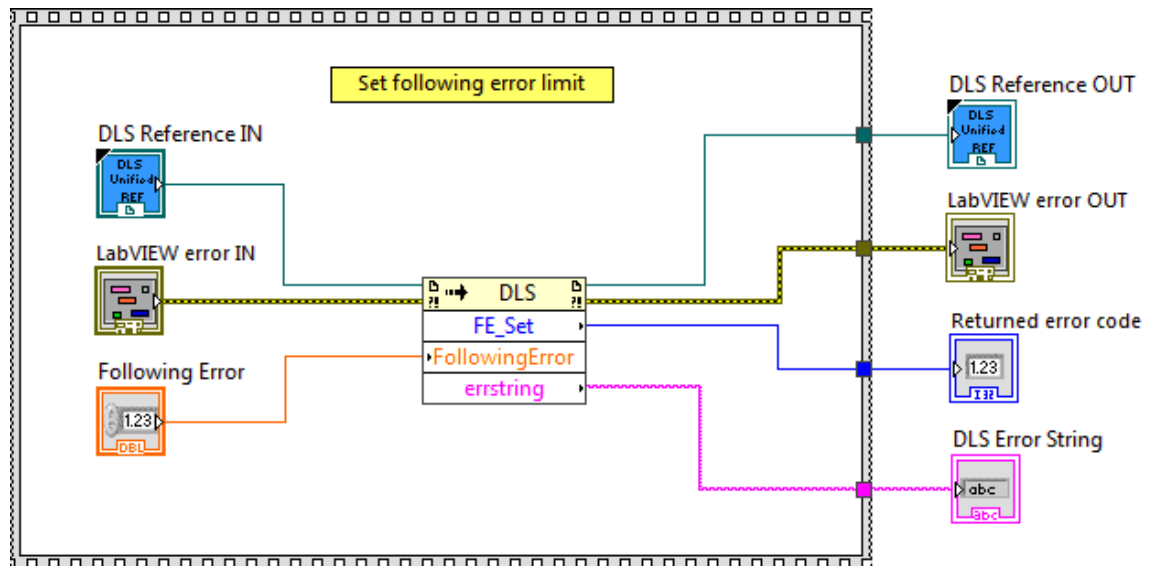 Set following error limit
DLS Reference OUT
DLS
Unified
REF
DLS Reference IN
DLS
Unified
REF
LabVIEW error OUT
LabVIEW error IN
?! DLS ?!
FE_Set
FollowingError
errstring
Returned error code
1.23
I32
Following Error
1.23
DBL
DLS Error String
abc
abc